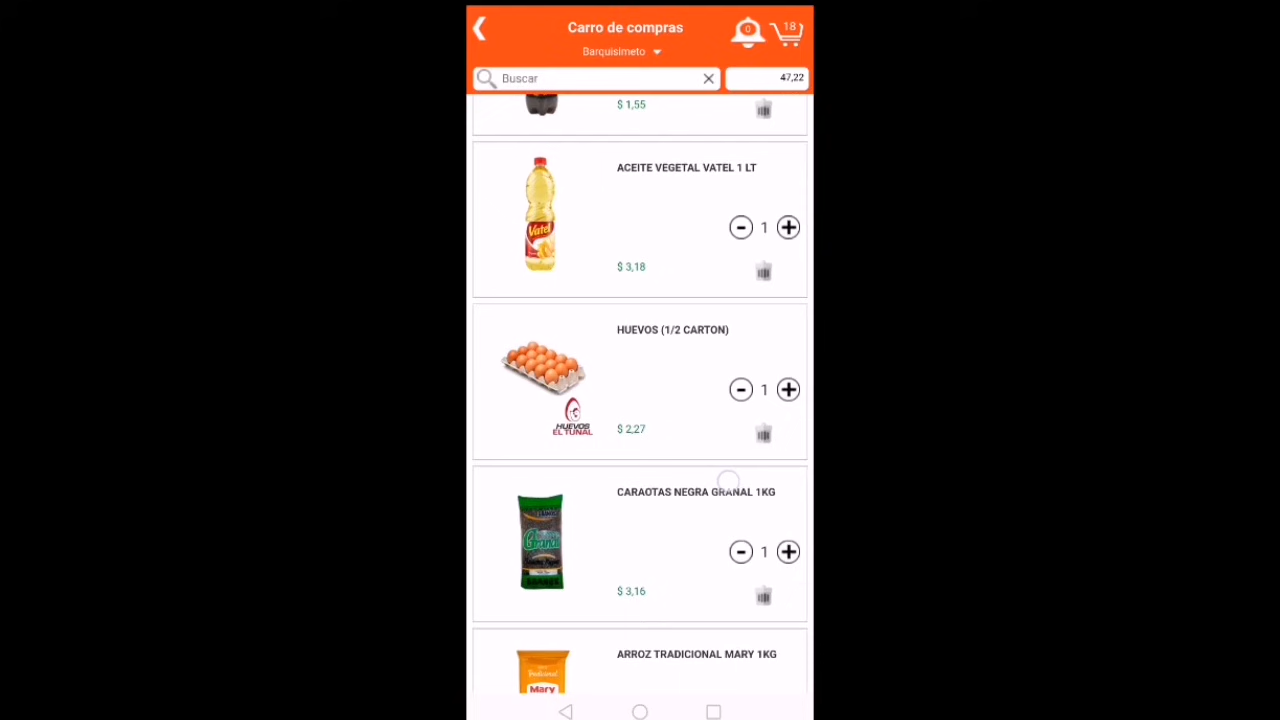 Carro de compras
0
18
Barquisimeto
Buscar
47,22
$ 1,55
ACEITE VEGETAL VATEL 1 LT
Vatel
1
$ 3,18
HUEVOS (1/2 CARTON)
1
HUEVOS
EL TUNAL
$ 2,27
CARAOTAS NEGRA GRANAL 1KG
1
$ 3,16
ARROZ TRADICIONAL MARY 1KG
Tradicional
Mary